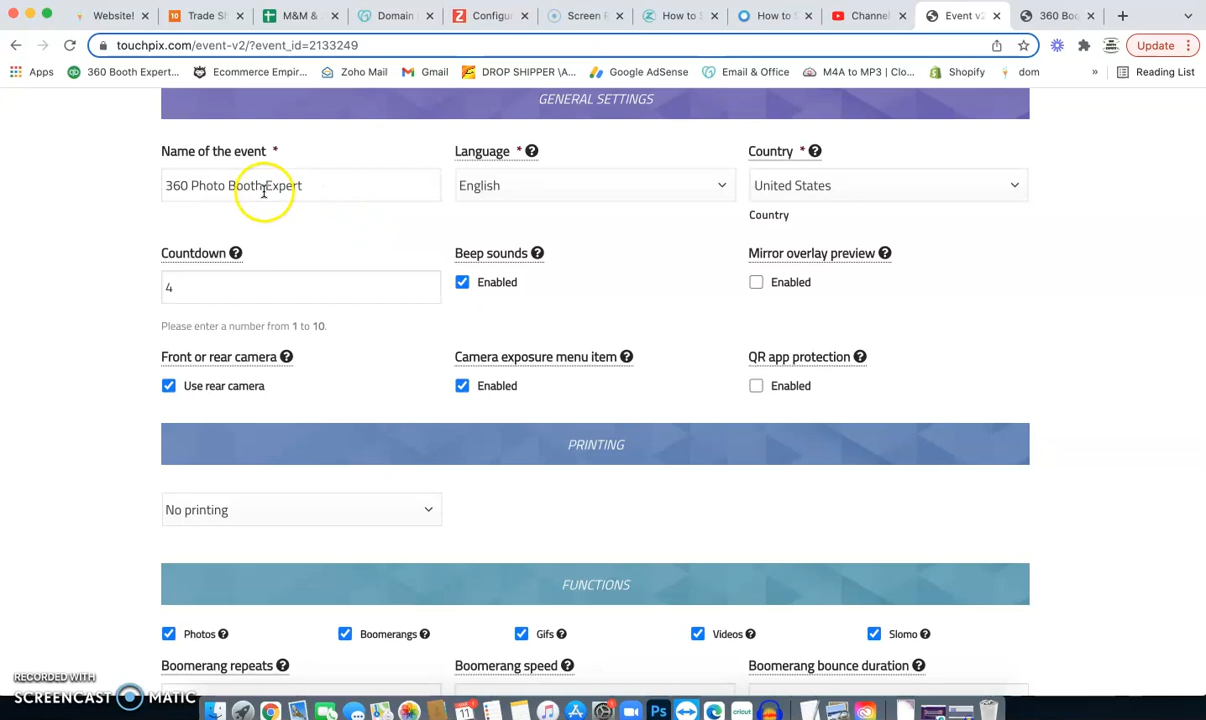 Website!
Trade Sh
M&M &
Domain
Configur
Screen R
How to S
How to S
Channel
Event v2
360 Boo
touchpix.com/event-v2/?event_id=2133249
Update
Apps
360 Booth Expert...
Ecommerce Empir...
Zoho Mail
Gmail
DROP SHIPPER \A...
Google AdSense
Email & Office
M4A to MP3 | Clo...
Shopify
dom
»
Reading List
GENERAL SETTINGS
Name of the event *
Language *
Country *
360 Photo Booth Expert
English
United States
Country
Countdown
Beep sounds
Mirror overlay preview
4
Enabled
Enabled
Please enter a number from 1 to 10.
Front or rear camera
Camera exposure menu item
QR app protection
Use rear camera
Enabled
Enabled
PRINTING
No printing
FUNCTIONS
Photos
Boomerangs
Gifs
Videos
Slomo
Boomerang repeats
Boomerang speed
Boomerang bounce duration
RECORDED WITH
SCREENCAST MATIC